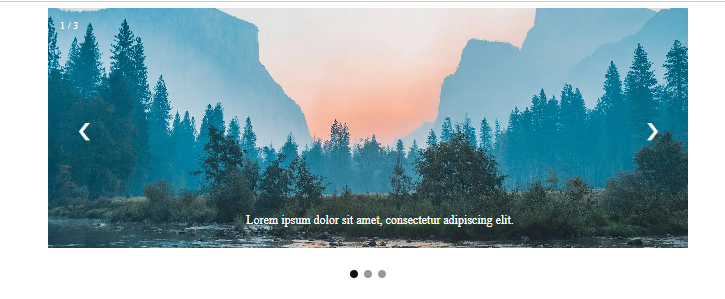 1 / 3
❮ ❯
Lorem ipsum dolor sit amet, consectetur adipiscing elit.